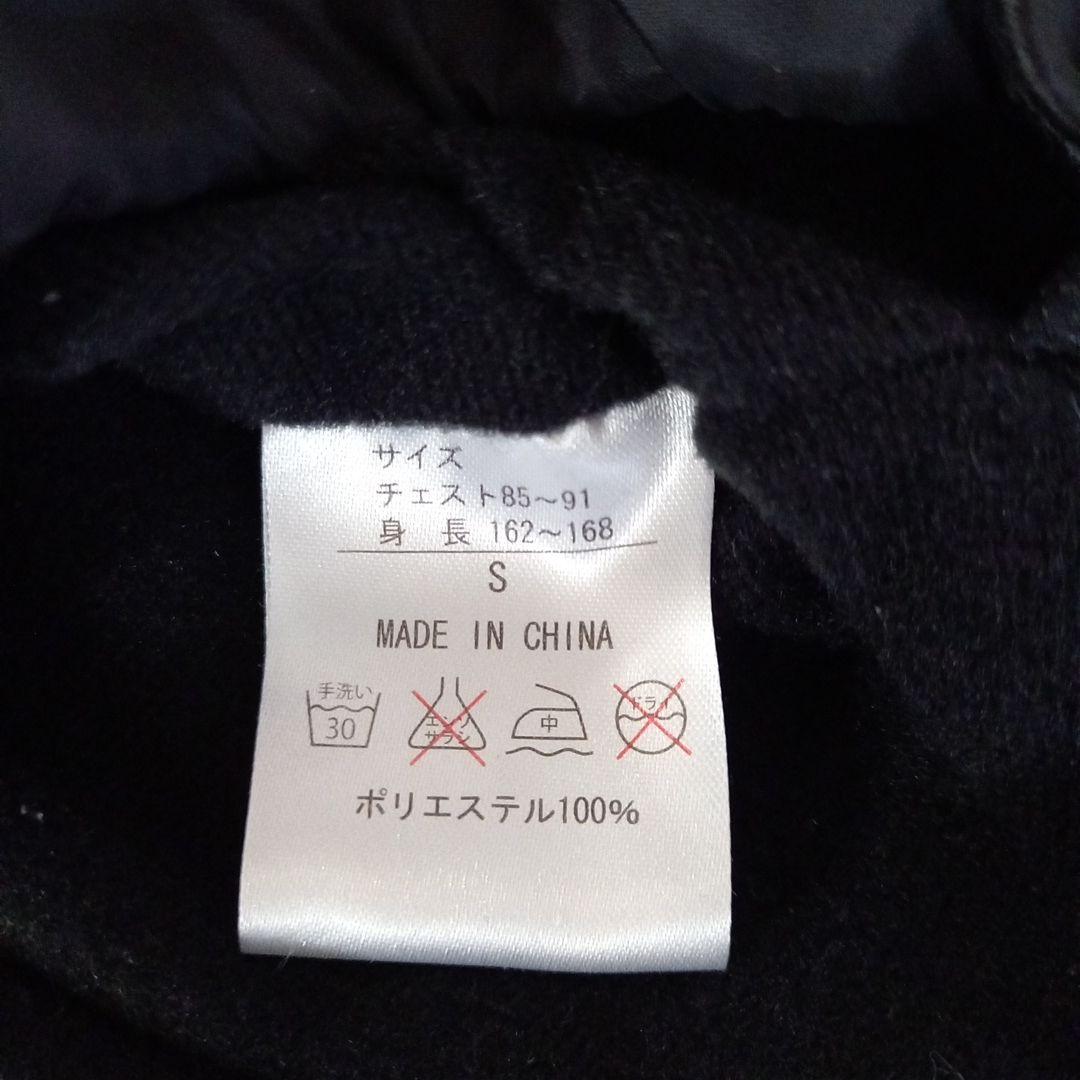 サイズ
チェスト85～91
身 長 162～168
S
MADE IN CHINA
手洗い
30
エンソ
サラシ
中
ドライ
ポリエステル100%